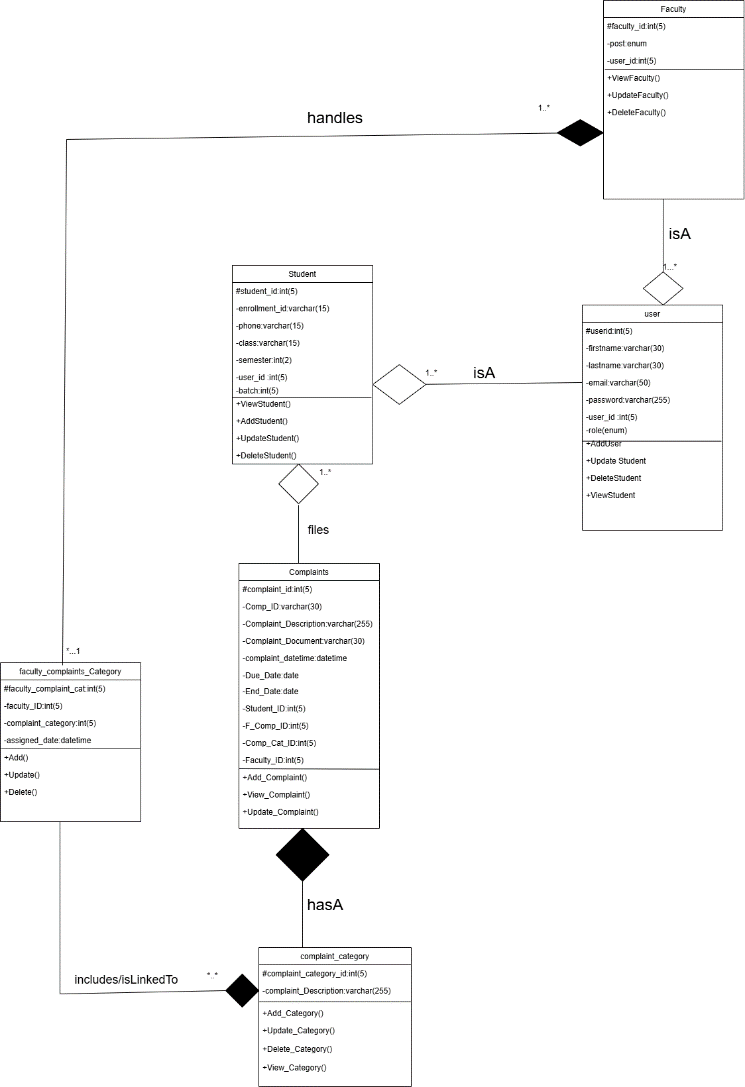 Faculty
#faculty_id:int(5)
-post:enum
-user_id:int(5)
+ViewFaculty()
+UpdateFaculty()
+DeleteFaculty()
1..*
handles
isA
1...*
Student
#student_id:int(5)
-enrollment_id:varchar(15)
-phone:varchar(15)
-class:varchar(15)
-semester:int(2)
-user_id :int(5)
-batch:int(5)
+ViewStudent()
+AddStudent()
+UpdateStudent()
+DeleteStudent()
1..*
isA
user
#userid:int(5)
-firstname:varchar(30)
-lastname:varchar(30)
-email:varchar(50)
-password:varchar(255)
-user_id :int(5)
-role(enum)
+AddUser
+Update Student
+DeleteStudent
+ViewStudent
1..*
files
Complaints
#complaint_id:int(5)
-Comp_ID:varchar(30)
-Complaint_Description:varchar(255)
-Complaint_Document:varchar(30)
-complaint_datetime:datetime
-Due_Date:date
-End_Date:date
-Student_ID:int(5)
-F_Comp_ID:int(5)
-Comp_Cat_ID:int(5)
-Faculty_ID:int(5)
+Add_Complaint()
+View_Complaint()
+Update_Complaint()
*...1
faculty_complaints_Category
#faculty_complaint_cat:int(5)
-faculty_ID:int(5)
-complaint_category:int(5)
-assigned_date:datetime
+Add()
+Update()
+Delete()
hasA
includes/isLinkedTo
*..*
complaint_category
#complaint_category_id:int(5)
-complaint_Description:varchar(255)
+Add_Category()
+Update_Category()
+Delete_Category()
+View_Category()